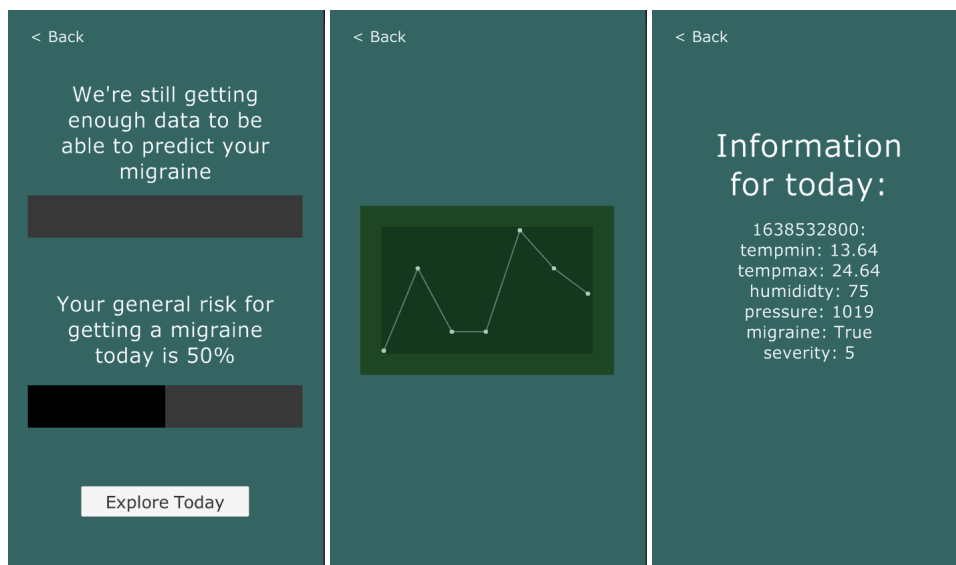 < Back
We're still getting
enough data to be
able to predict your
migraine
Your general risk for
getting a migraine
today is 50%
Explore Today
< Back
< Back
Information
for today:
1638532800:
tempmin: 13.64
tempmax: 24.64
humididty: 75
pressure: 1019
migraine: True
severity: 5